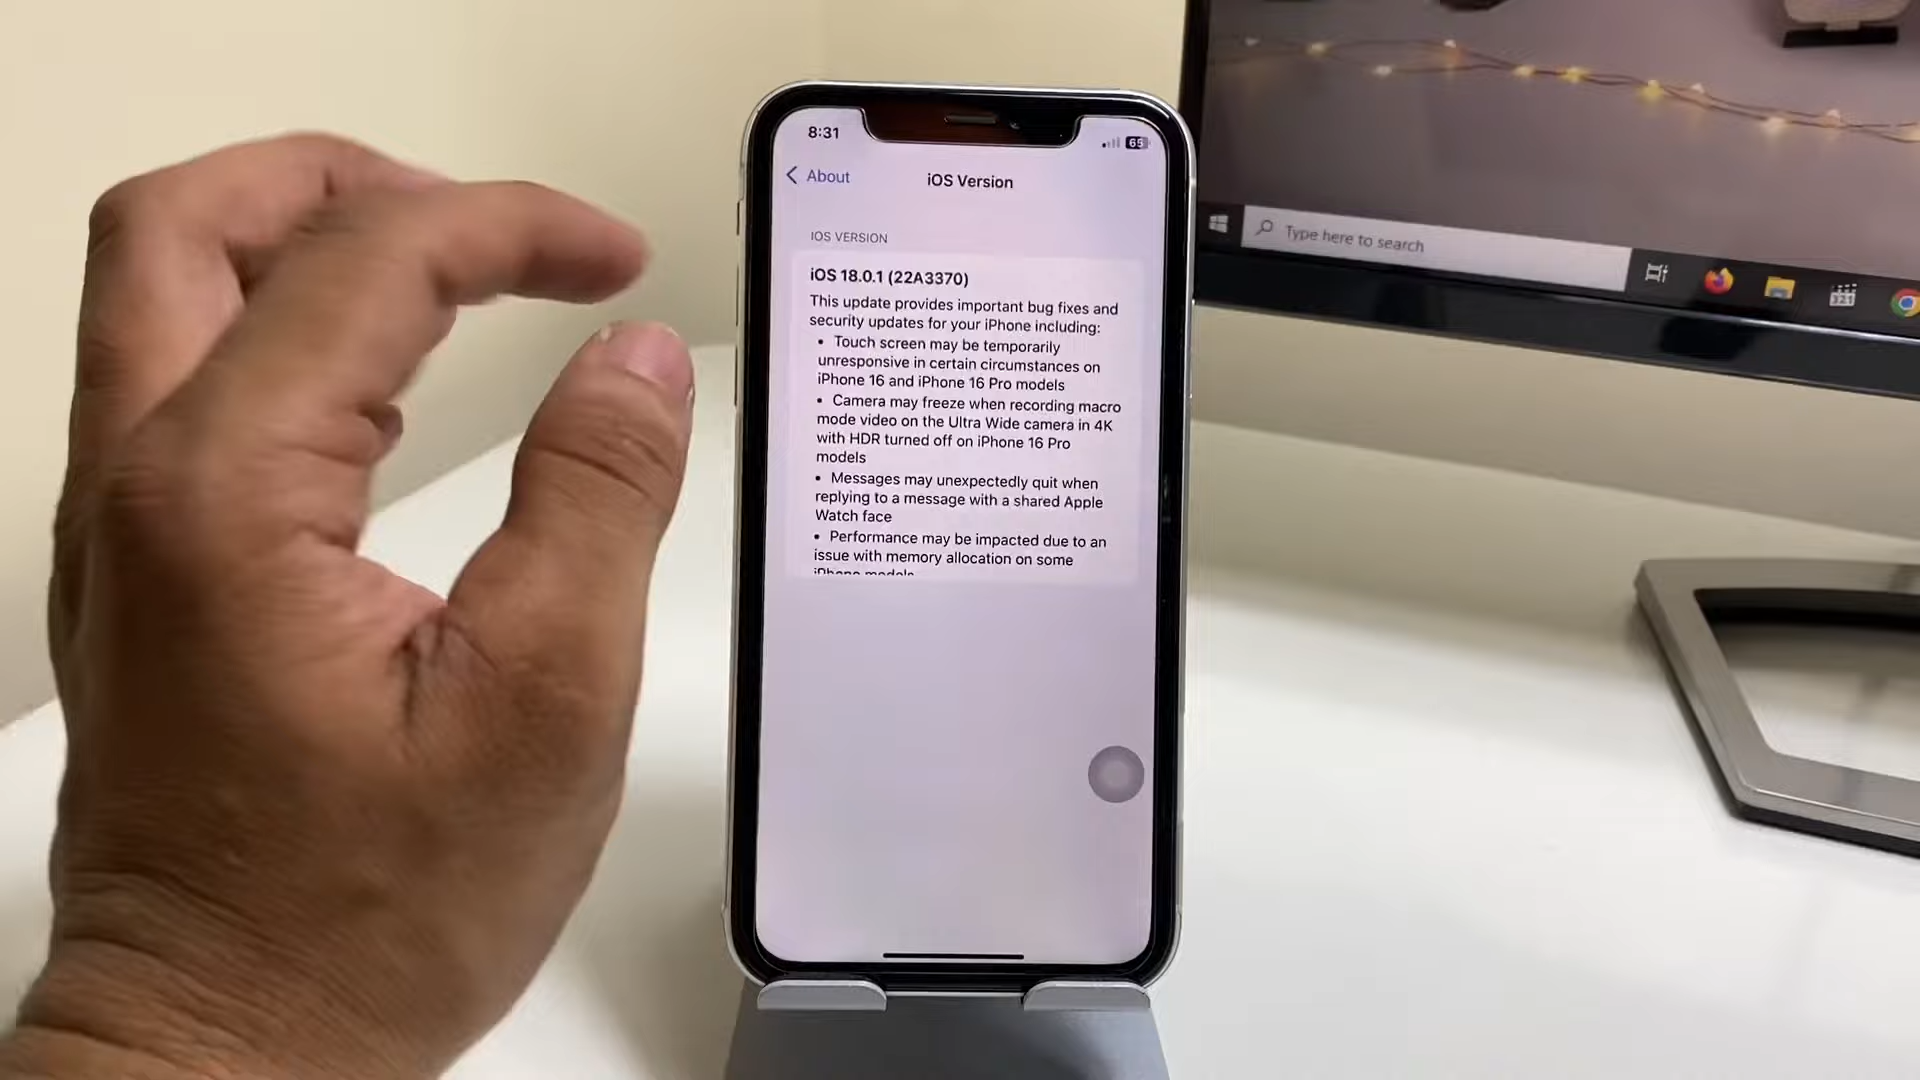 8:31
65
About
iOS Version
IOS VERSION
iOS 18.0.1 (22A3370)
This update provides important bug fixes and
security updates for your iPhone including:
• Touch screen may be temporarily
unresponsive in certain circumstances on
iPhone 16 and iPhone 16 Pro models
• Camera may freeze when recording macro
mode video on the Ultra Wide camera in 4K
with HDR turned off on iPhone 16 Pro
models
• Messages may unexpectedly quit when
replying to a message with a shared Apple
Watch face
• Performance may be impacted due to an
issue with memory allocation on some
iPhone models
Type here to search
321